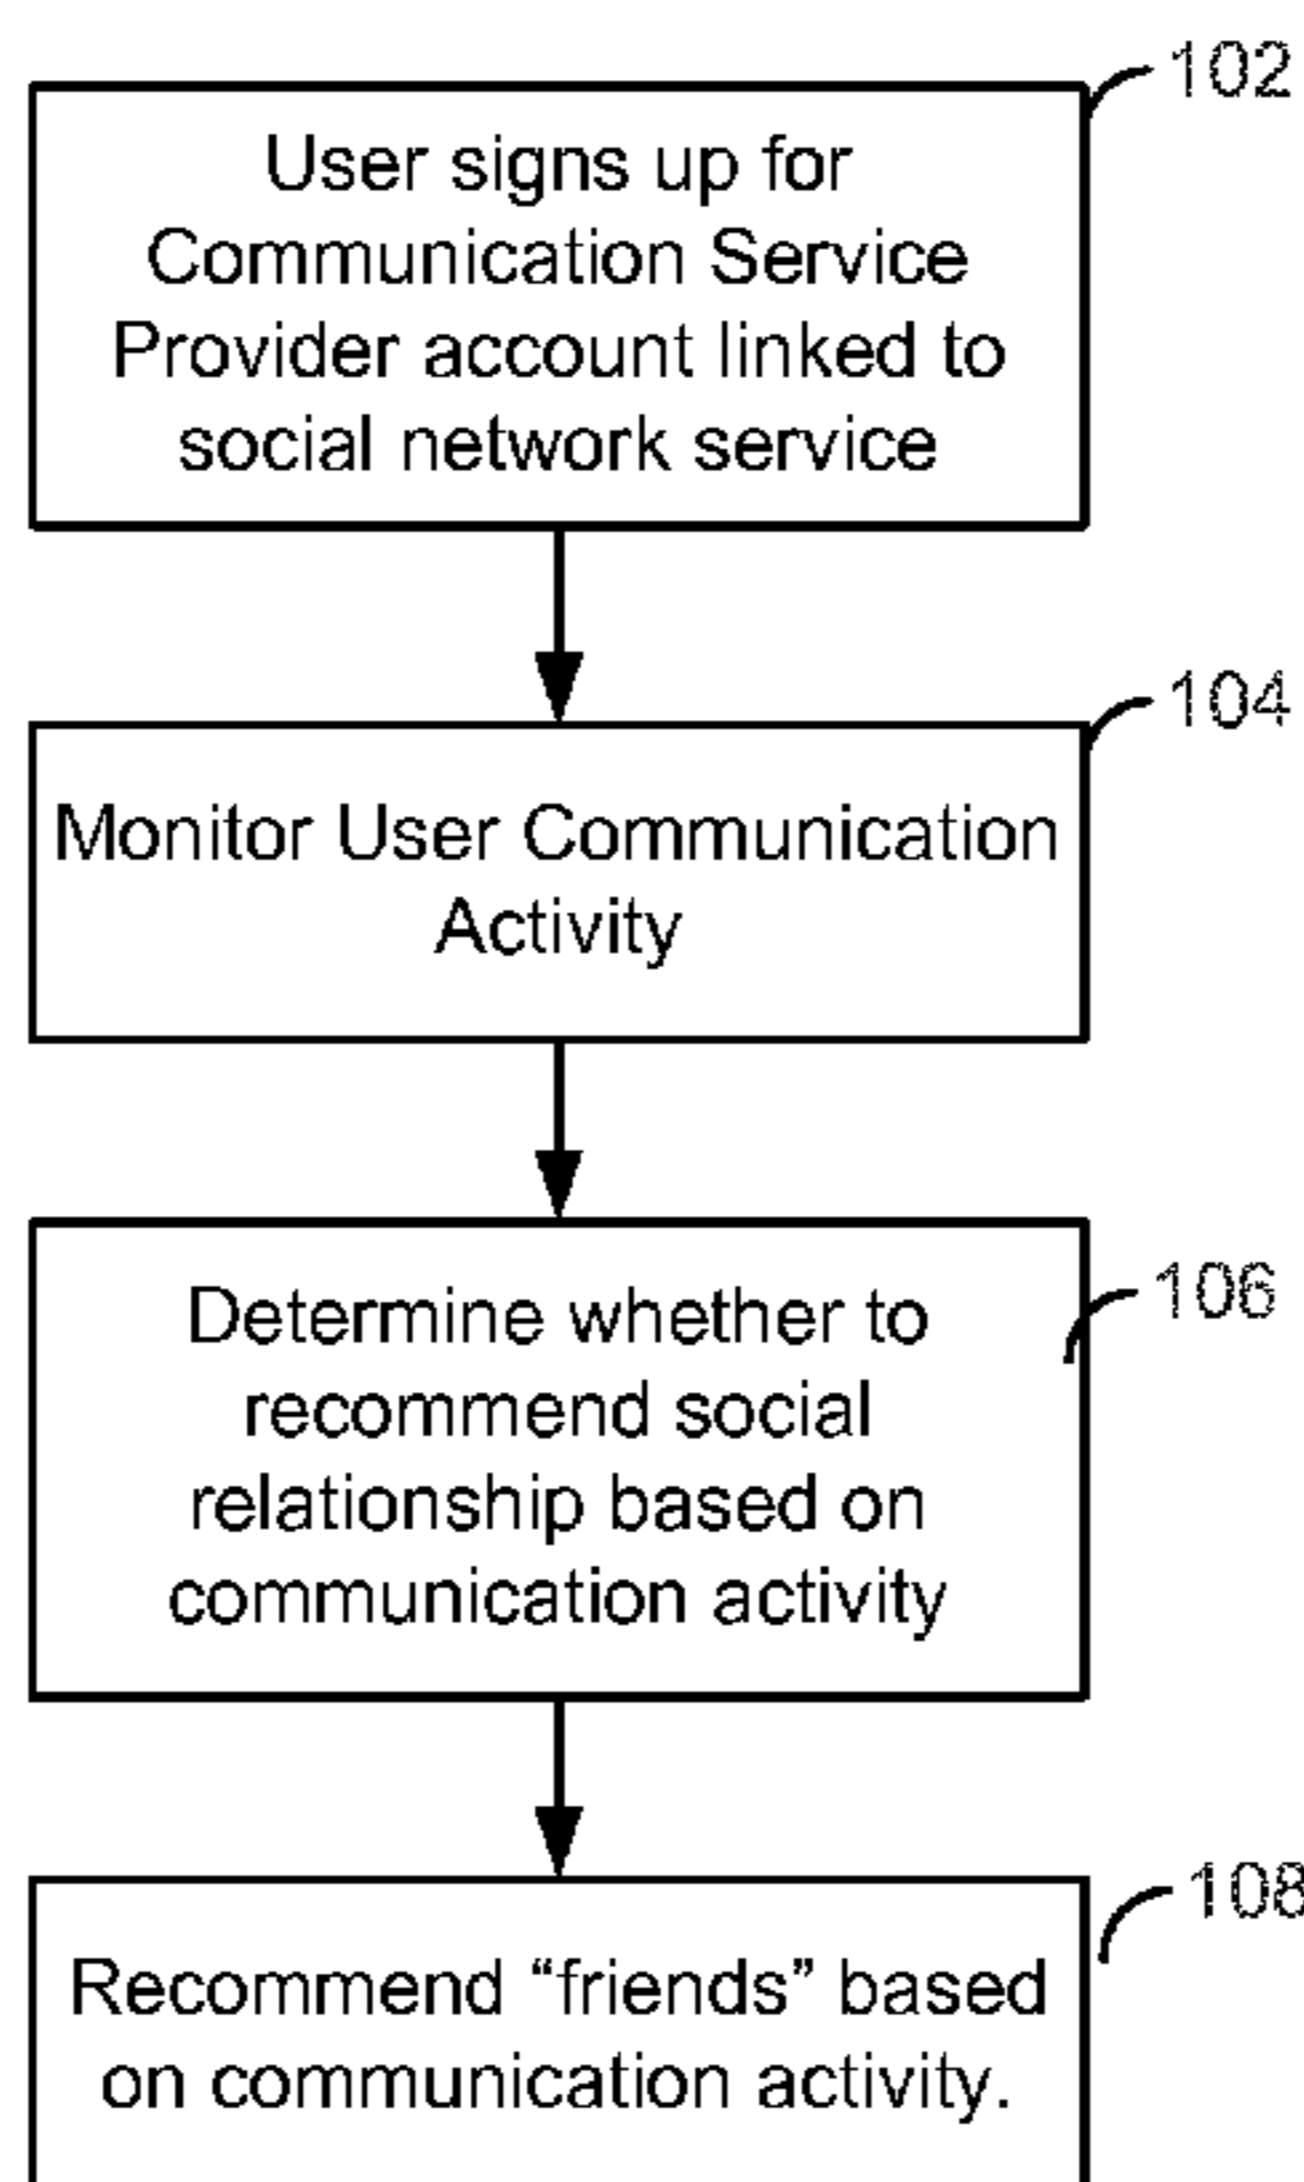 102
User signs up for
Communication Service
Provider account linked to
social network service
104
Monitor User Communication
Activity
106
Determine whether to
recommend social
relationship based on
communication activity
108
Recommend “friends” based
on communication activity.